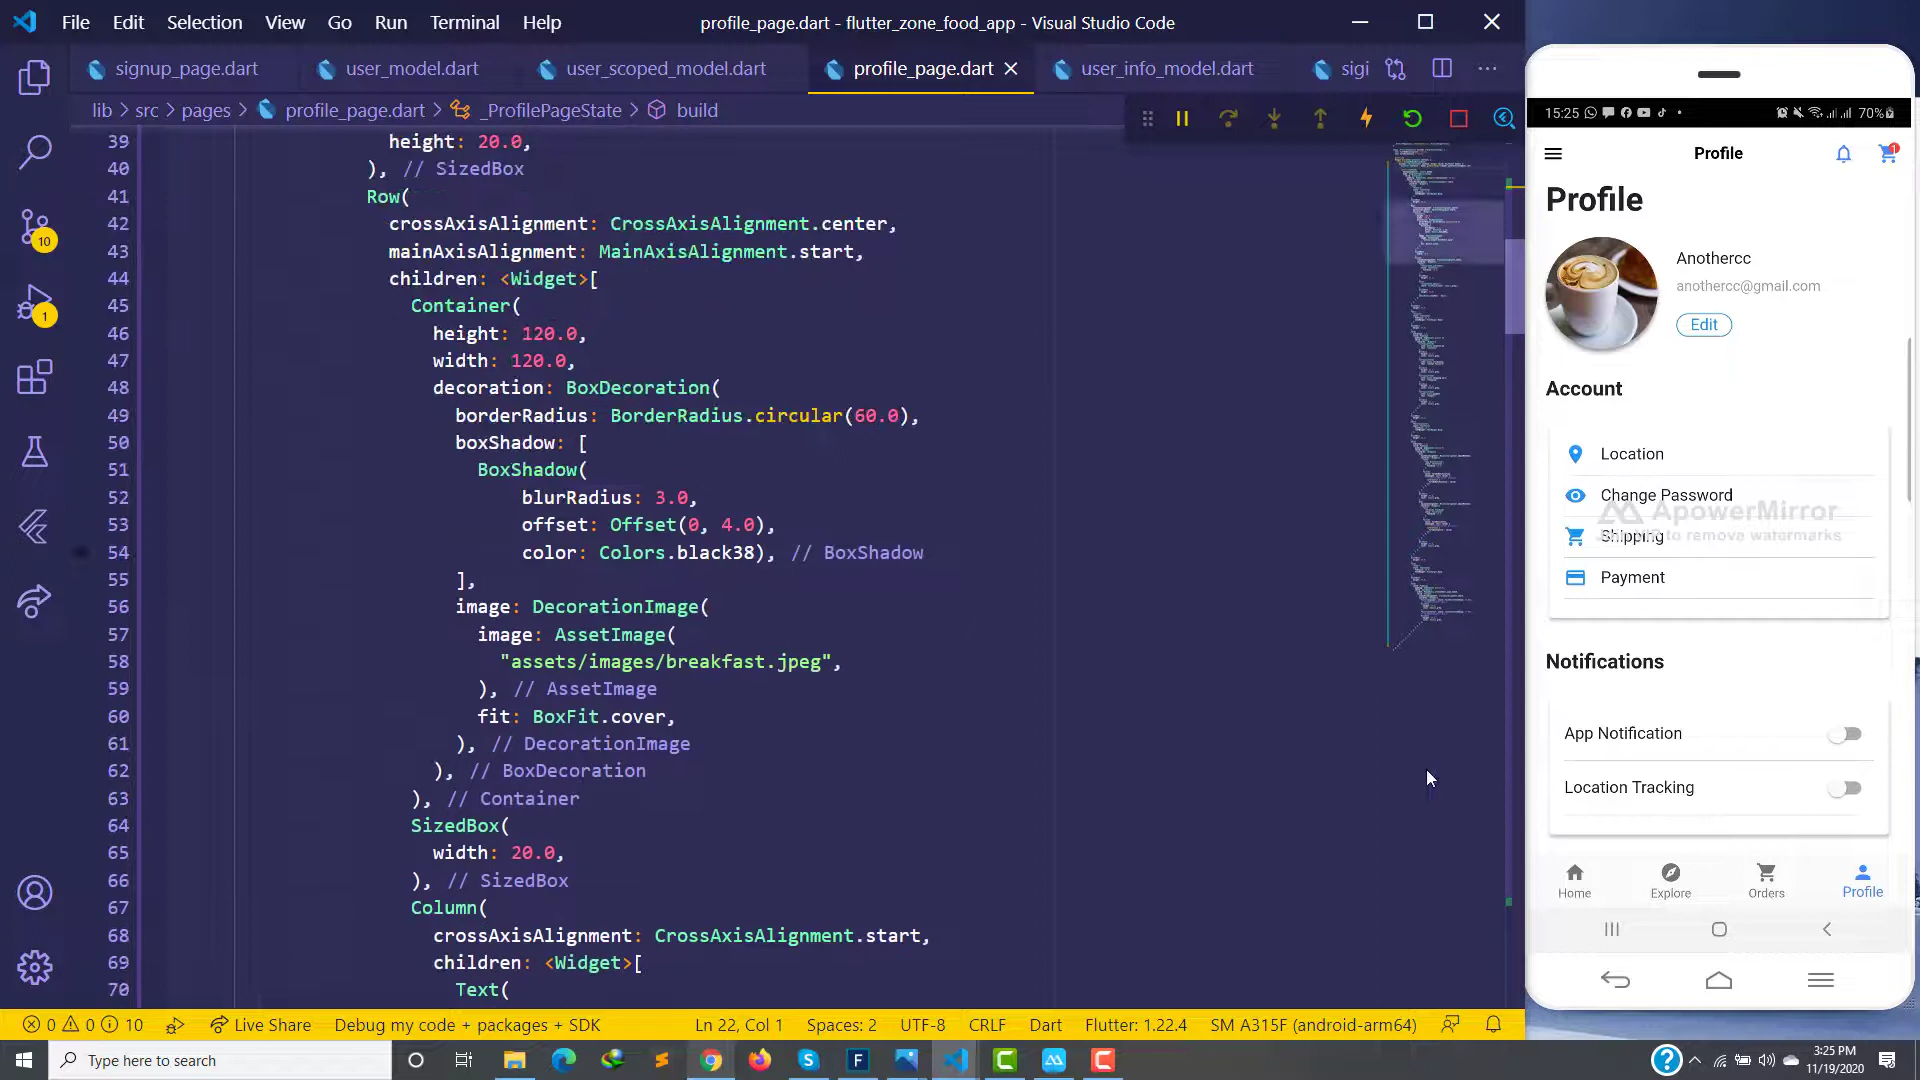 File Edit Selection View Go Run Terminal Help profile_page.dart - flutter_zone_food_app - Visual Studio Code
signup_page.dart user_model.dart user_scoped_model.dart profile_page.dart user_info_model.dart sigi
lib > src > pages > profile_page.dart > _ProfilePageState > build
39 height: 20.0,
40 ), // SizedBox
41 Row(
42 crossAxisAlignment: CrossAxisAlignment.center,
43 mainAxisAlignment: MainAxisAlignment.start,
44 children: <Widget>[
45 Container(
46 height: 120.0,
47 width: 120.0,
48 decoration: BoxDecoration(
49 borderRadius: BorderRadius.circular(60.0),
50 boxShadow: [
51 BoxShadow(
52 blurRadius: 3.0,
53 offset: Offset(0, 4.0),
54 color: Colors.black38), // BoxShadow
55 ],
56 image: DecorationImage(
57 image: AssetImage(
58 "assets/images/breakfast.jpeg",
59 ), // AssetImage
60 fit: BoxFit.cover,
61 ), // DecorationImage
62 ), // BoxDecoration
63 ), // Container
64 SizedBox(
65 width: 20.0,
66 ), // SizedBox
67 Column(
68 crossAxisAlignment: CrossAxisAlignment.start,
69 children: <Widget>[
70 Text(
10
1
0 0 10 Live Share Debug my code + packages + SDK Ln 22, Col 1 Spaces: 2 UTF-8 CRLF Dart Flutter: 1.22.4 SM A315F (android-arm64)
Type here to search
3:25 PM
11/19/2020
15:25 70%
Profile 1
Profile
Anothercc
anothercc@gmail.com
Edit
Account
Location
Change Password
ApowerMirror
Shipping
to remove watermarks
Payment
Notifications
App Notification
Location Tracking
Home Explore Orders Profile